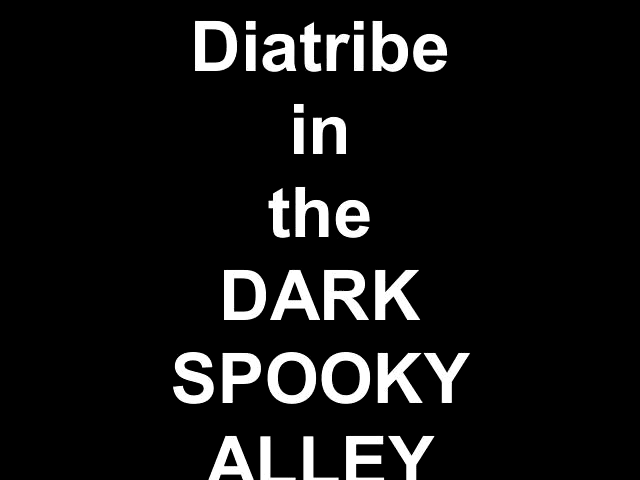 Diatribe
in
the
DARK
SPOOKY
ALLEY